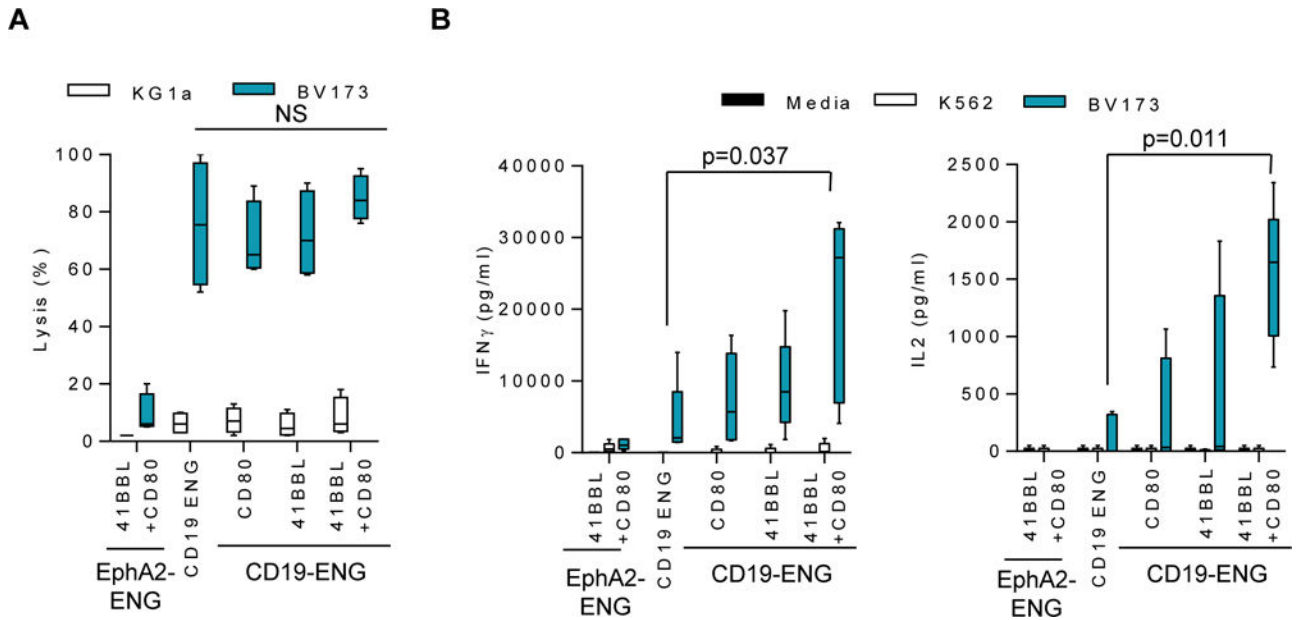 A
KG1a BV173
NS
100
80
60
40
20
0
Lysis (%)
41BBL
+CD80
CD19 ENG
CD80
41BBL
41BBL
+CD80
EphA2-
ENG
CD19-ENG
B
Media K562 BV173
p=0.037
40000
30000
20000
10000
0
IFNγ (pg/ml)
41BBL
+CD80
CD19 ENG
CD80
41BBL
41BBL
+CD80
EphA2-
ENG
CD19-ENG
p=0.011
2500
2000
1500
1000
500
0
IL2 (pg/ml)
41BBL
+CD80
CD19 ENG
CD80
41BBL
41BBL
+CD80
EphA2-
ENG
CD19-ENG